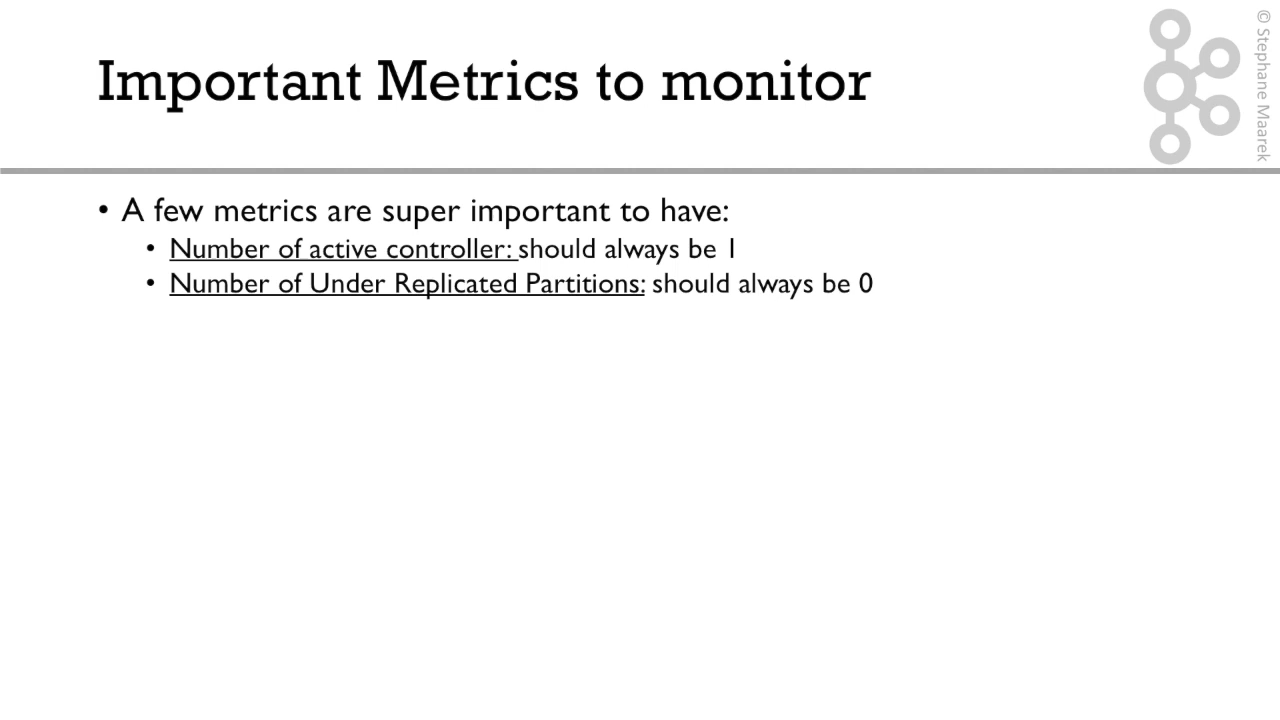 Important Metrics to monitor
© Stephane Maarek
• A few metrics are super important to have:
• Number of active controller: should always be 1
• Number of Under Replicated Partitions: should always be 0